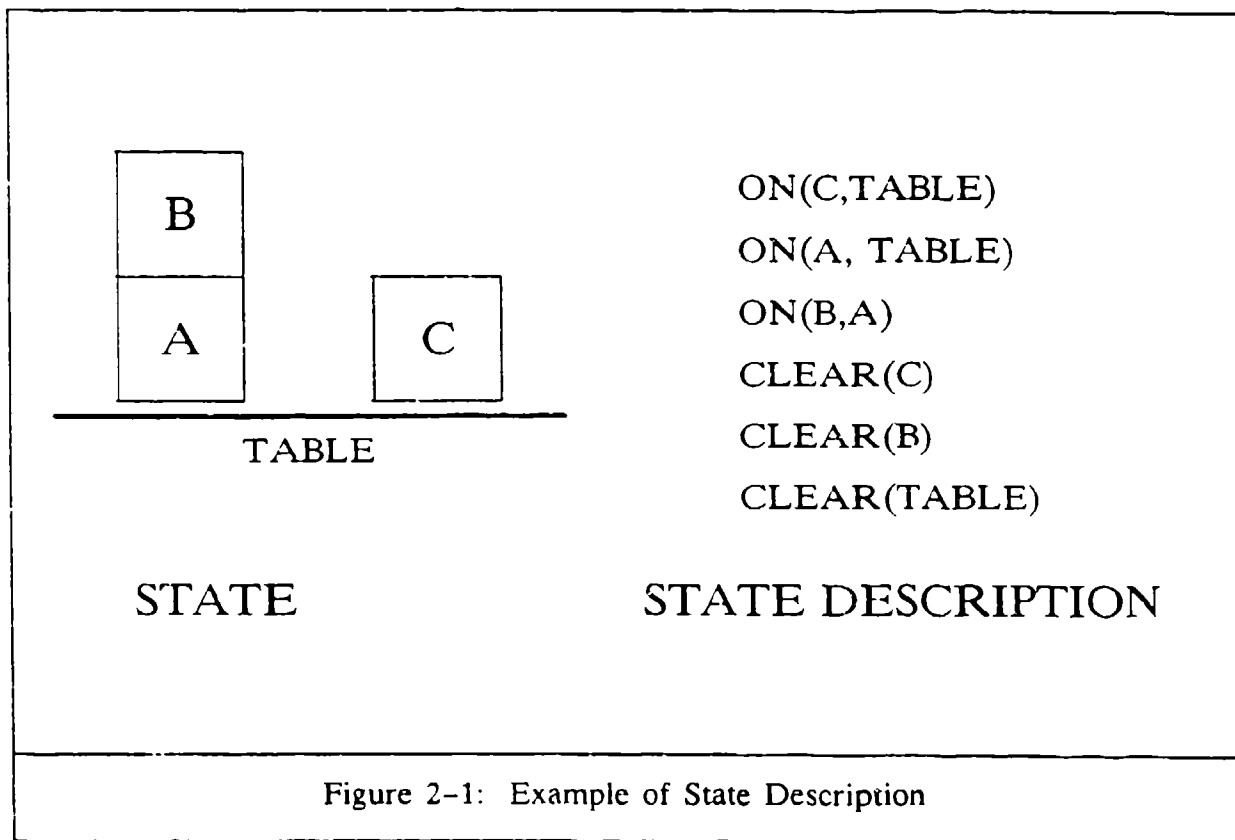 B
A
C
TABLE
STATE
ON(C,TABLE)
ON(A, TABLE)
ON(B,A)
CLEAR(C)
CLEAR(B)
CLEAR(TABLE)
STATE DESCRIPTION
Figure 2-1: Example of State Description